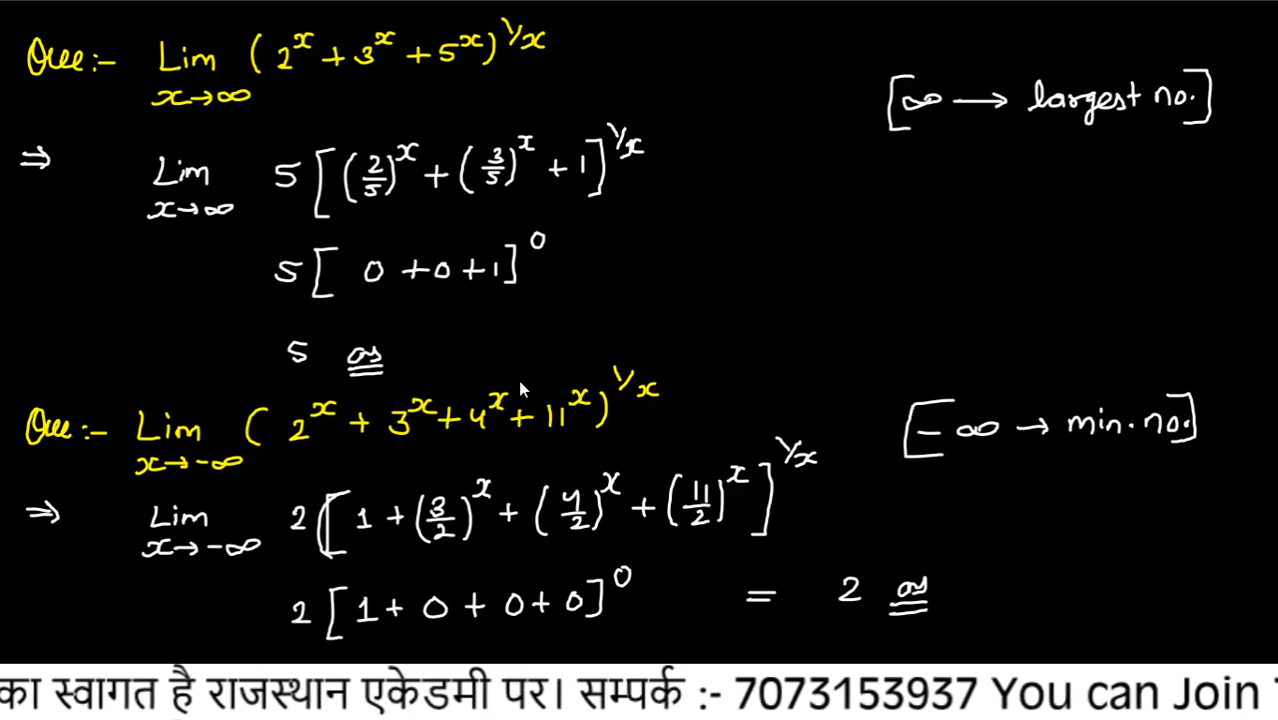 Que:- Lim x→∞ (2^x + 3^x + 5^x)^1/x
[∞ → largest no.]
⇒ Lim x→∞ 5[(2/5)^x + (3/5)^x + 1]^1/x
5[0 + 0 + 1]^0
5 as
Que:- Lim x→-∞ (2^x + 3^x + 4^x + 11^x)^1/x
[-∞ → min. no.]
⇒ Lim x→-∞ 2[1 + (3/2)^x + (4/2)^x + (11/2)^x]^1/x
2[1 + 0 + 0 + 0]^0 = 2 as
का स्वागत है राजस्थान एकेडमी पर। सम्पर्क :- 7073153937 You can Join